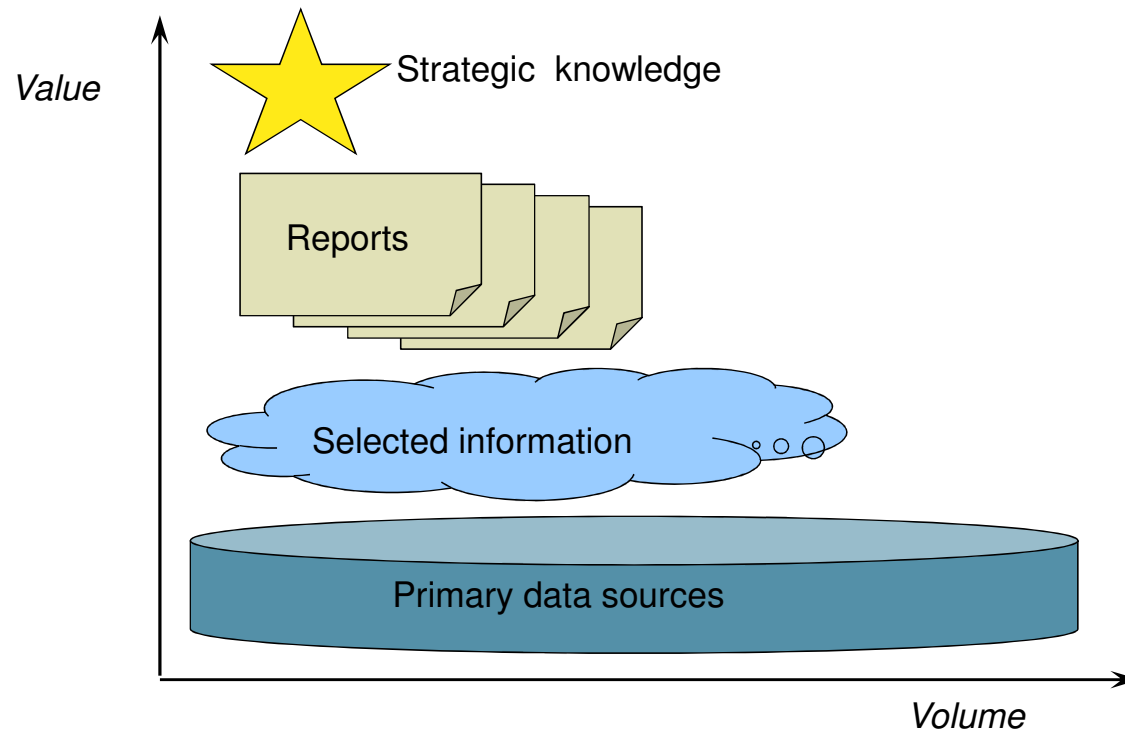 Value
Strategic knowledge
Reports
Selected information
Primary data sources
Volume